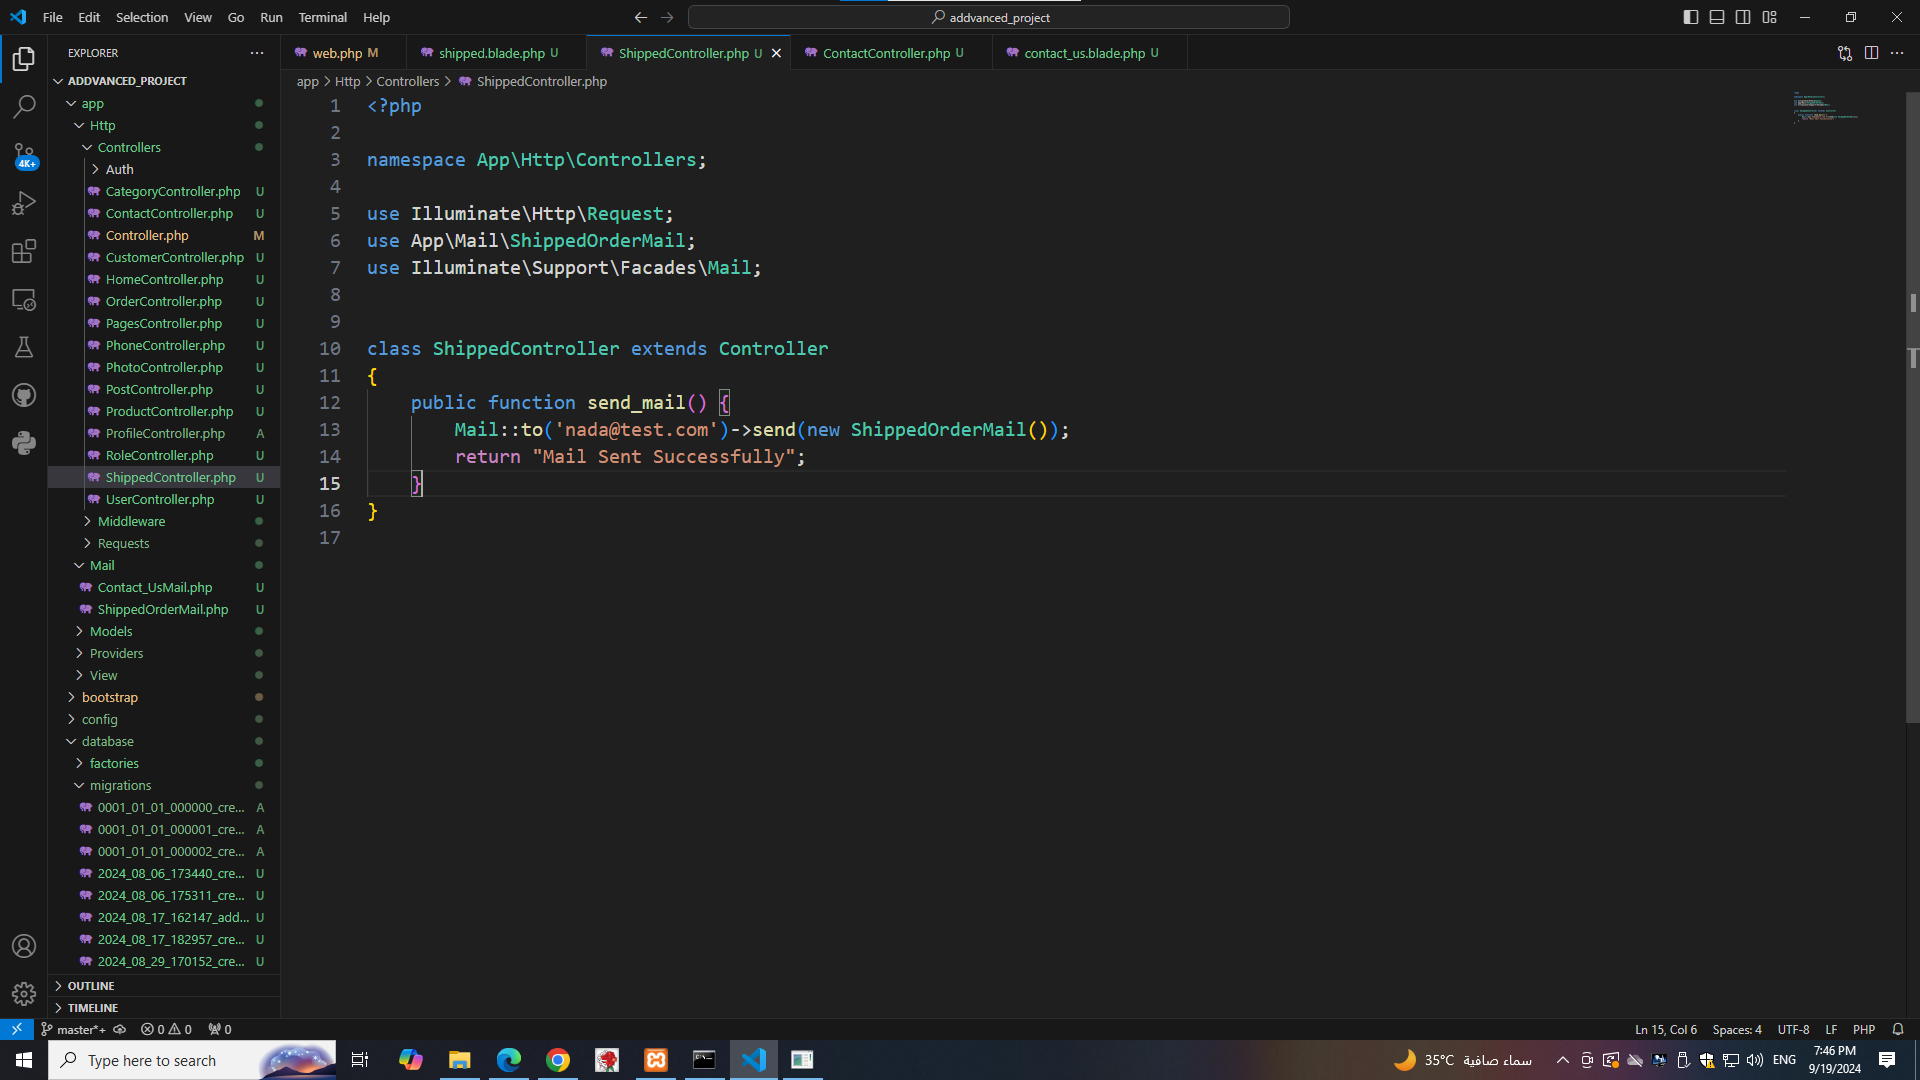 File Edit Selection View Go Run Terminal Help
addvanced_project
EXPLORER
ADDVANCED_PROJECT
app
Http
Controllers
Auth
CategoryController.php U
ContactController.php U
Controller.php M
CustomerController.php U
HomeController.php U
OrderController.php U
PagesController.php U
PhoneController.php U
PhotoController.php U
PostController.php U
ProductController.php U
ProfileController.php A
RoleController.php U
ShippedController.php U
UserController.php U
Middleware
Requests
Mail
Contact_UsMail.php U
ShippedOrderMail.php U
Models
Providers
View
bootstrap
config
database
factories
migrations
0001_01_01_000000_cre... A
0001_01_01_000001_cre... A
0001_01_01_000002_cre... A
2024_08_06_173440_cre... U
2024_08_06_175311_cre... U
2024_08_17_162147_add... U
2024_08_17_182957_cre... U
2024_08_29_170152_cre... U
OUTLINE
TIMELINE
4K+
web.php M shipped.blade.php U ShippedController.php U ContactController.php U contact_us.blade.php U
app > Http > Controllers > ShippedController.php
1 <?php
2
3 namespace App\Http\Controllers;
4
5 use Illuminate\Http\Request;
6 use App\Mail\ShippedOrderMail;
7 use Illuminate\Support\Facades\Mail;
8
9
10 class ShippedController extends Controller
11 {
12 public function send_mail() {
13 Mail::to('nada@test.com')->send(new ShippedOrderMail());
14 return "Mail Sent Successfully";
15 }
16 }
17
master*+ 0 0 0 Ln 15, Col 6 Spaces: 4 UTF-8 LF PHP
Type here to search
35°C سماء صافية
ENG
7:46 PM
9/19/2024